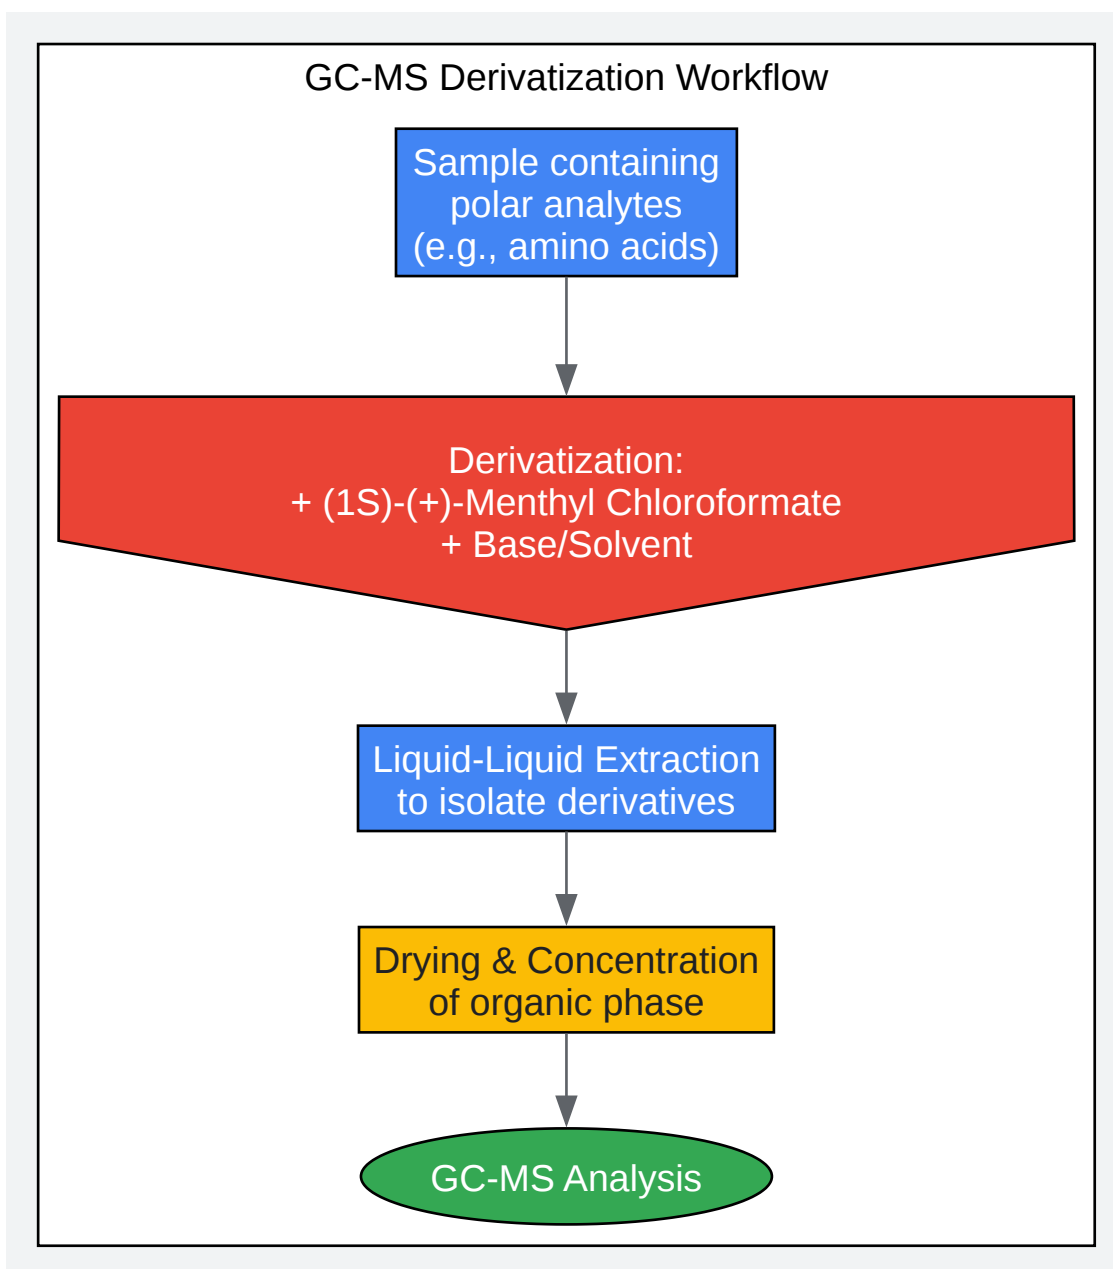 GC-MS Derivatization Workflow
Sample containing
polar analytes
(e.g., amino acids)
Derivatization:
+ (1S)-(+)-Menthyl Chloroformate
+ Base/Solvent
Liquid-Liquid Extraction
to isolate derivatives
Drying & Concentration
of organic phase
GC-MS Analysis